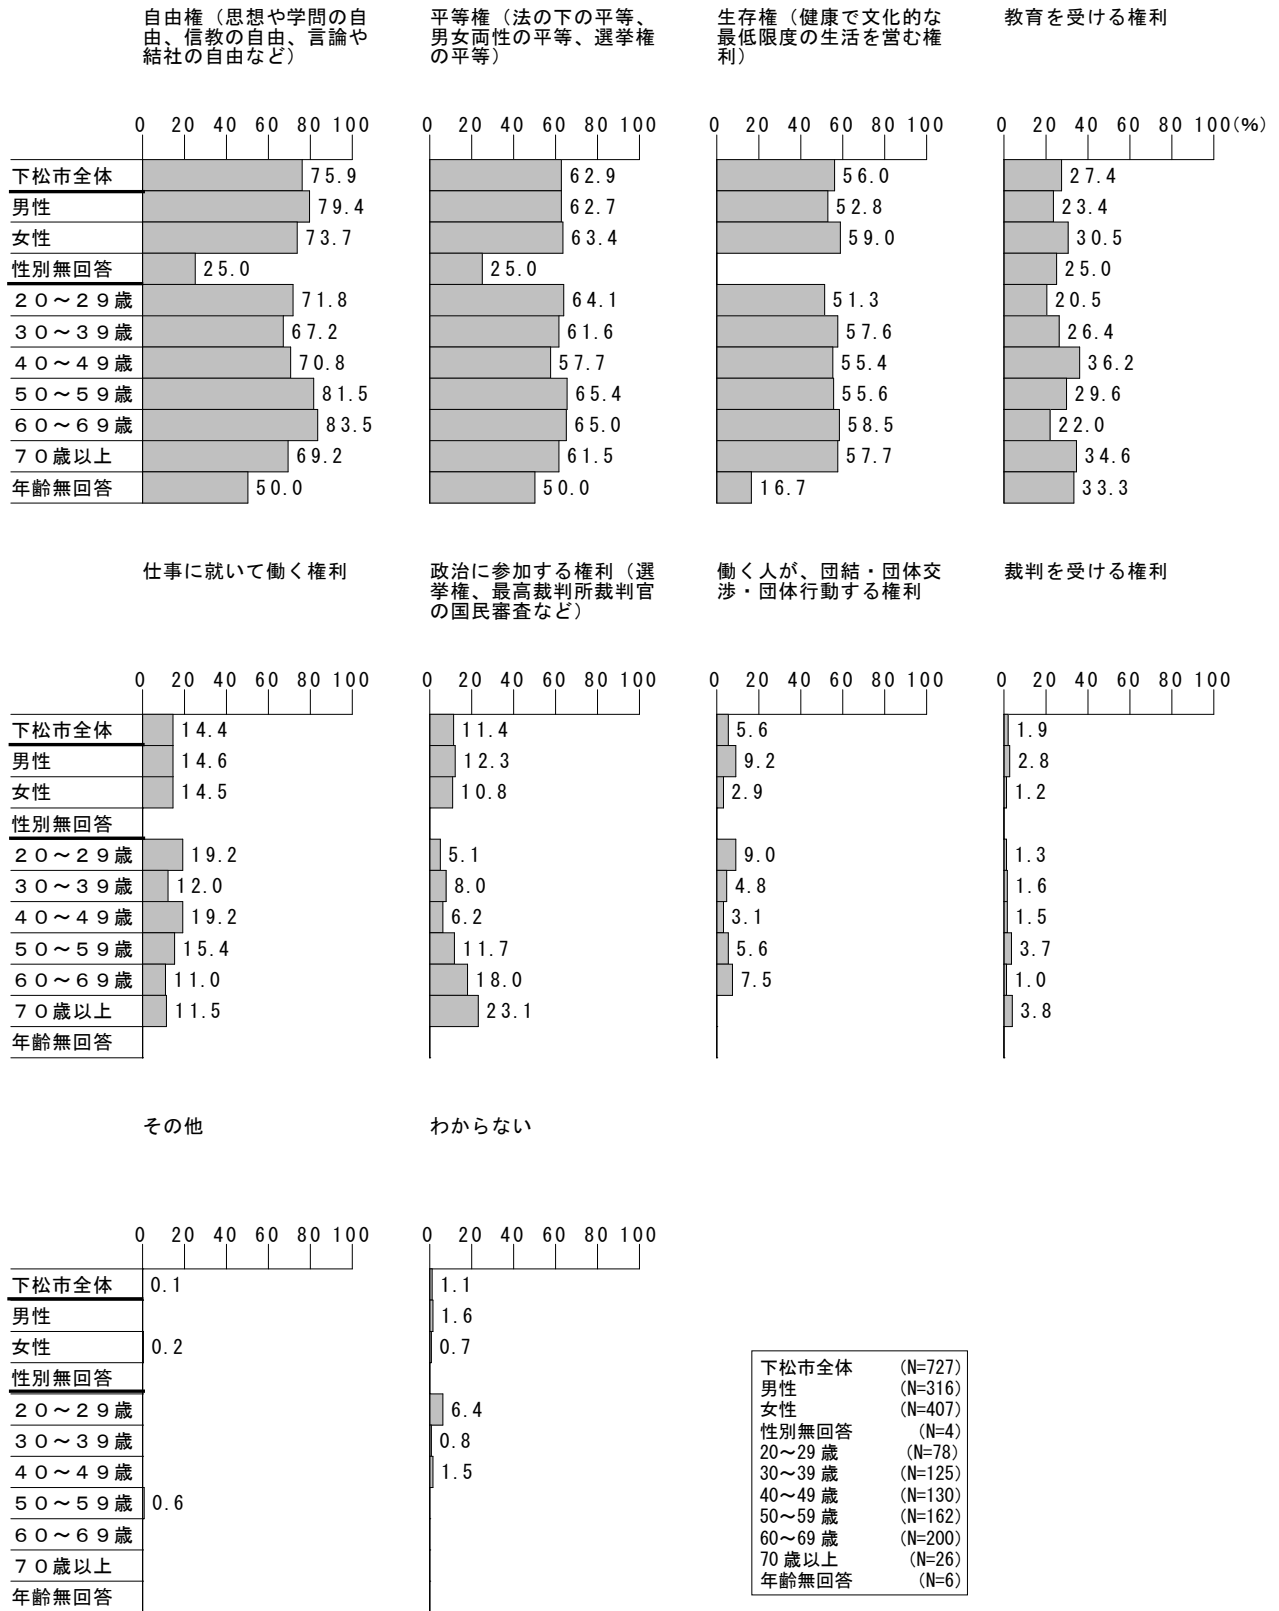 自由権（思想や学問の自
由、信教の自由、言論や
結社の自由など）
平等権（法の下の平等、
男女両性の平等、選挙権
の平等）
生存権（健康で文化的な
最低限度の生活を営む権
利）
教育を受ける権利
0 20 40 60 80 100 0 20 40 60 80 100 0 20 40 60 80 100 0 20 40 60 80 100(%)
下松市全体 75.9 62.9 56.0 27.4
男性 79.4 62.7 52.8 23.4
女性 73.7 63.4 59.0 30.5
性別無回答 25.0 25.0 25.0
２０～２９歳 71.8 64.1 51.3 20.5
３０～３９歳 67.2 61.6 57.6 26.4
４０～４９歳 70.8 57.7 55.4 36.2
５０～５９歳 81.5 65.4 55.6 29.6
６０～６９歳 83.5 65.0 58.5 22.0
７０歳以上 69.2 61.5 57.7 34.6
年齢無回答 50.0 50.0 16.7 33.3
仕事に就いて働く権利
政治に参加する権利（選
挙権、最高裁判所裁判官
の国民審査など）
働く人が、団結・団体交
渉・団体行動する権利
裁判を受ける権利
0 20 40 60 80 100 0 20 40 60 80 100 0 20 40 60 80 100 0 20 40 60 80 100
下松市全体 14.4 11.4 5.6 1.9
男性 14.6 12.3 9.2 2.8
女性 14.5 10.8 2.9 1.2
性別無回答
２０～２９歳 19.2 5.1 9.0 1.3
３０～３９歳 12.0 8.0 4.8 1.6
４０～４９歳 19.2 6.2 3.1 1.5
５０～５９歳 15.4 11.7 5.6 3.7
６０～６９歳 11.0 18.0 7.5 1.0
７０歳以上 11.5 23.1 3.8
年齢無回答
その他
わからない
0 20 40 60 80 100 0 20 40 60 80 100
下松市全体 0.1 1.1
男性 1.6
女性 0.2 0.7
性別無回答
２０～２９歳 6.4
３０～３９歳 0.8
４０～４９歳 1.5
５０～５９歳 0.6
６０～６９歳
７０歳以上
年齢無回答
下松市全体 (N=727)
男性 (N=316)
女性 (N=407)
性別無回答 (N=4)
20～29 歳 (N=78)
30～39 歳 (N=125)
40～49 歳 (N=130)
50～59 歳 (N=162)
60～69 歳 (N=200)
70 歳以上 (N=26)
年齢無回答 (N=6)